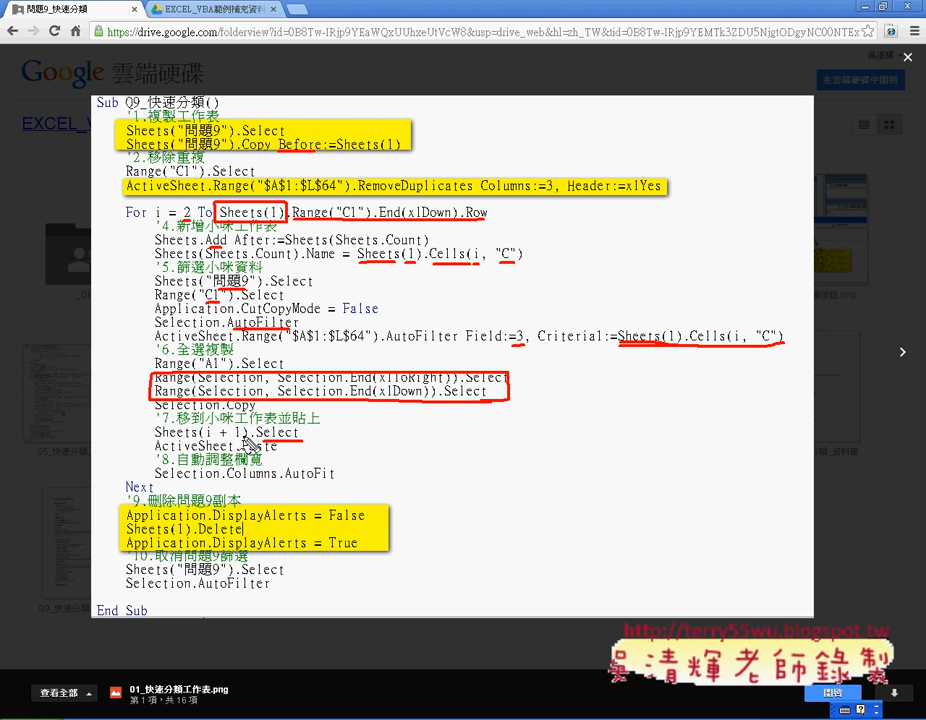 問題9_快速分類
EXCEL_VBA範例補充資料
https://drive.google.com/folderview?id=0B8Tw-IRjp9YEaWQxUUhxeUtVcW8&usp=drive_web&hl=zh_TW&tid=0B8Tw-IRjp9YEMTk3ZDU5NjgtODgyNC00NTEx
Google 雲端硬碟
在雲端硬碟中開啟
EXCEL_V
Sub Q9_快速分類()
'1.複製工作表
Sheets("問題9").Select
Sheets("問題9").Copy Before:=Sheets(1)
'2.移除重複
Range("C1").Select
ActiveSheet.Range("$A$1:$L$64").RemoveDuplicates Columns:=3, Header:=xlYes
For i = 2 To Sheets(1).Range("C1").End(xlDown).Row
'4.新增小咪工作表
Sheets.Add After:=Sheets(Sheets.Count)
Sheets(Sheets.Count).Name = Sheets(1).Cells(i, "C")
'5.篩選小咪資料
Sheets("問題9").Select
Range("C1").Select
Application.CutCopyMode = False
Selection.AutoFilter
ActiveSheet.Range("$A$1:$L$64").AutoFilter Field:=3, Criteria1:=Sheets(1).Cells(i, "C")
'6.全選複製
Range("A1").Select
Range(Selection, Selection.End(xlToRight)).Select
Range(Selection, Selection.End(xlDown)).Select
Selection.Copy
'7.移到小咪工作表並貼上
Sheets(i + 1).Select
ActiveSheet.Paste
'8.自動調整欄寬
Selection.Columns.AutoFit
Next
'9.刪除問題9副本
Application.DisplayAlerts = False
Sheets(1).Delete
Application.DisplayAlerts = True
'10.取消問題9篩選
Sheets("問題9").Select
Selection.AutoFilter
End Sub
http://terry55wu.blogspot.tw
吳清輝老師錄製
查看全部
01_快速分類工作表.png
第 1 項，共 16 項
開啟